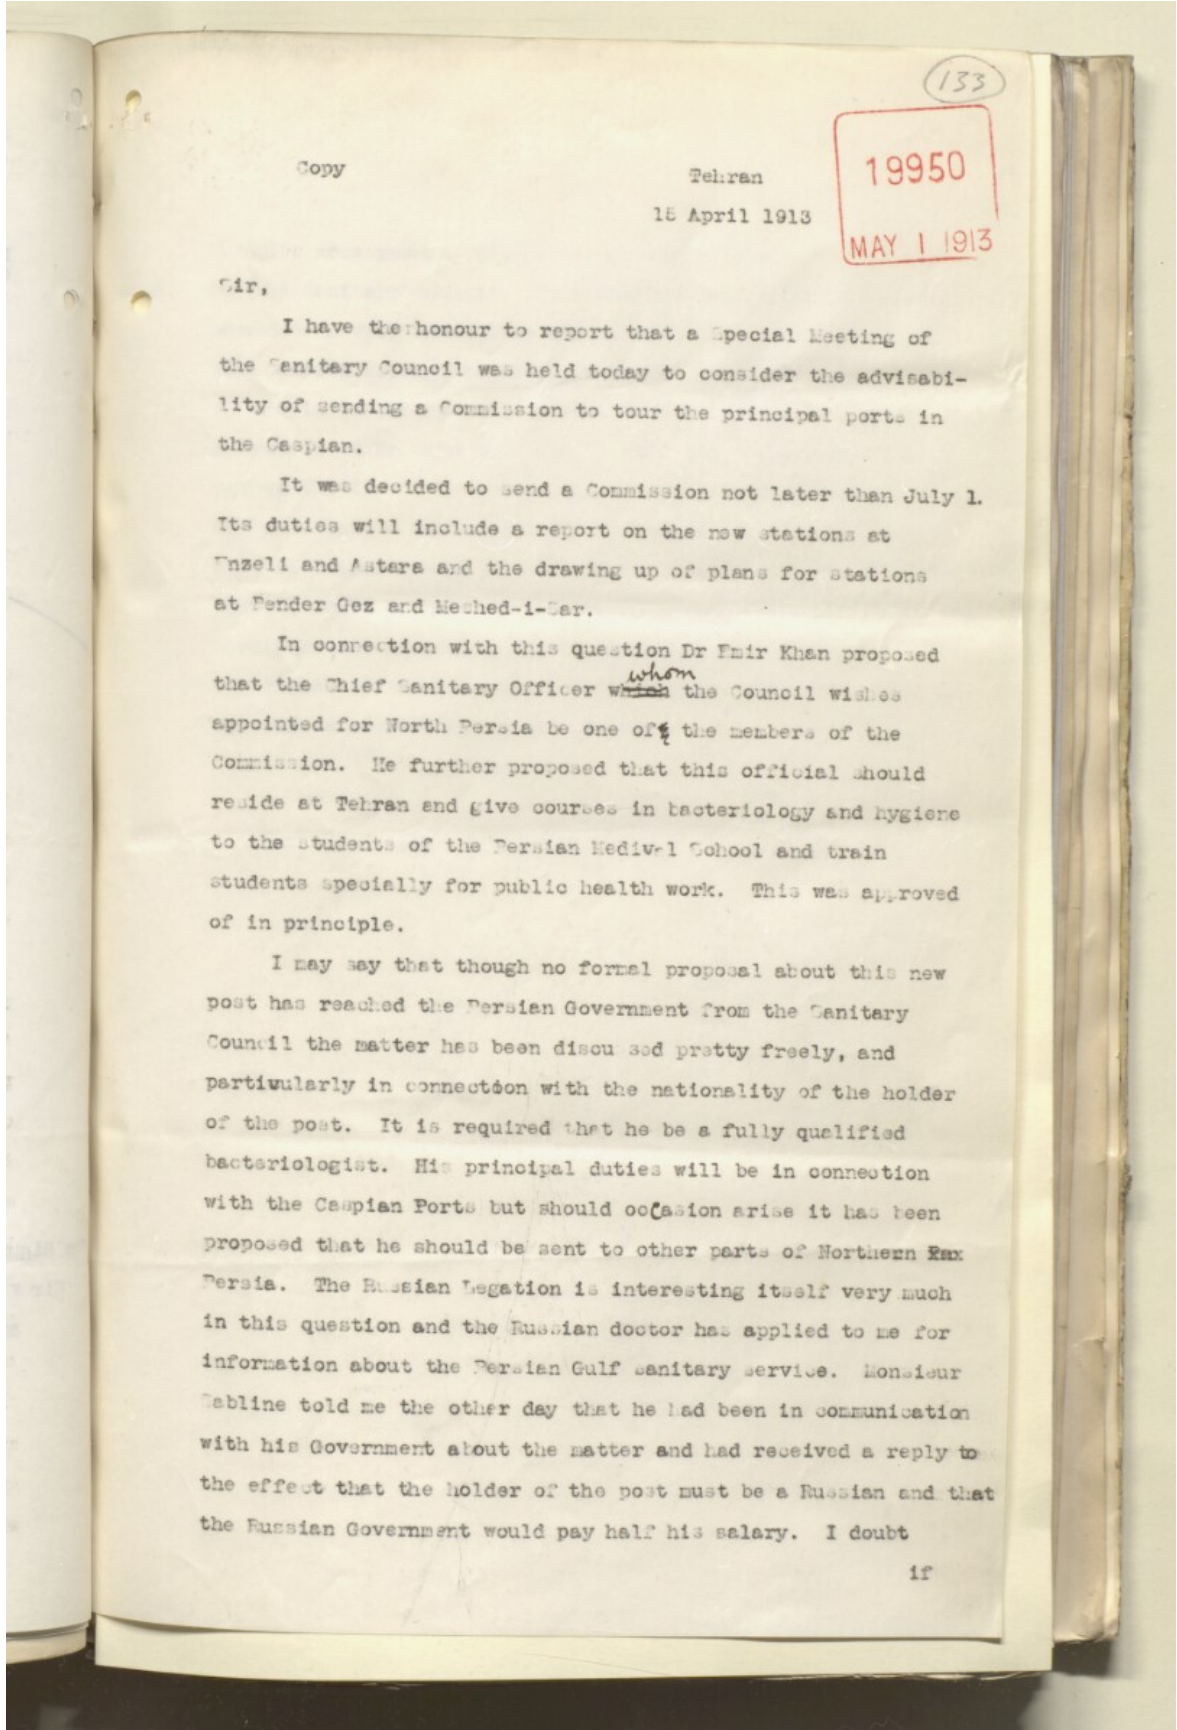 133
19950
MAY 1 1913
Copy
Tehran
15 April 1913
Sir,
I have the honour to report that a Special Meeting of
the Sanitary Council was held today to consider the advisabi-
lity of sending a Commission to tour the principal ports in
the Caspian.
It was decided to send a Commission not later than July 1.
Its duties will include a report on the new stations at
Enzeli and Astara and the drawing up of plans for stations
at Bender Gez and Meshed-i-Sar.
In connection with this question Dr Emir Khan proposed
that the Chief Sanitary Officer which whom the Council wishes
appointed for North Persia be one of the members of the
Commission. He further proposed that this official should
reside at Tehran and give courses in bacteriology and hygiene
to the students of the Persian Medival School and train
students specially for public health work. This was approved
of in principle.
I may say that though no formal proposal about this new
post has reached the Persian Government from the Sanitary
Council the matter has been discussed pretty freely, and
partivularly in connection with the nationality of the holder
of the post. It is required that he be a fully qualified
bacteriologist. His principal duties will be in connection
with the Caspian Ports but should occasion arise it has been
proposed that he should be sent to other parts of Northern Pax
Persia. The Russian Legation is interesting itself very much
in this question and the Russian doctor has applied to me for
information about the Persian Gulf sanitary service. Monsieur
Sabline told me the other day that he had been in communication
with his Government about the matter and had received a reply to
the effect that the holder of the post must be a Russian and that
the Russian Government would pay half his salary. I doubt
if